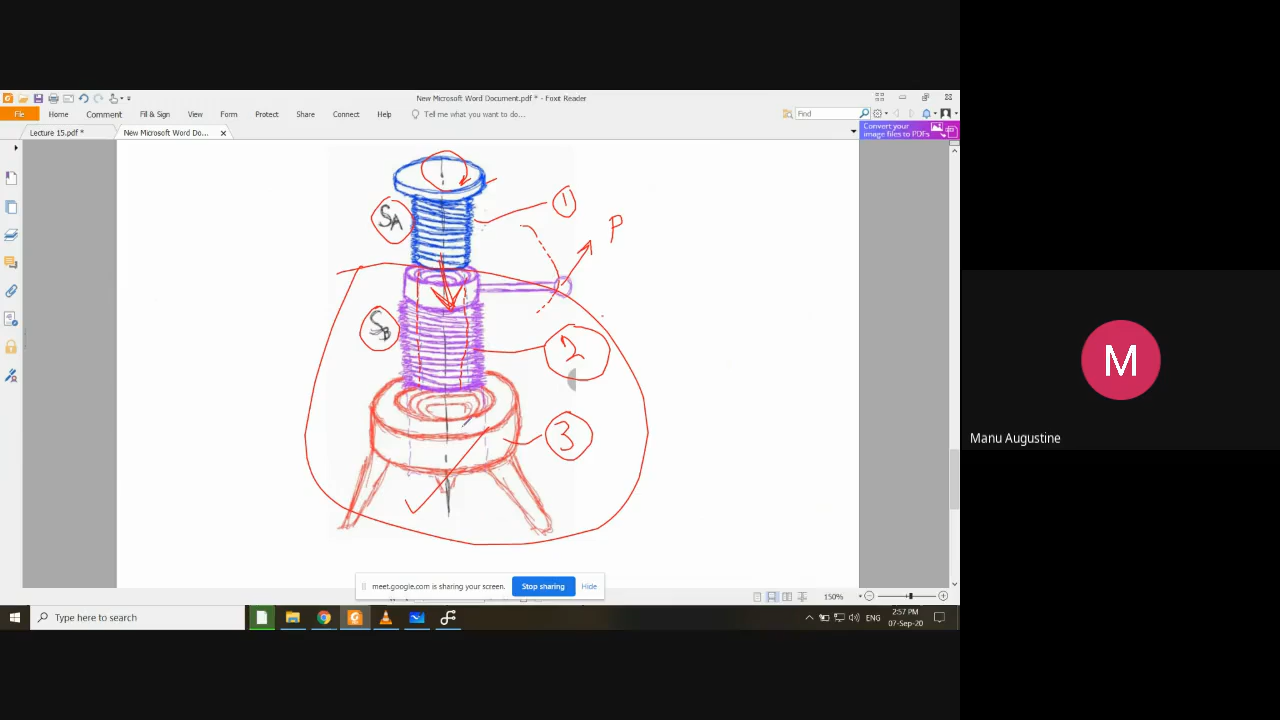 New Microsoft Word Document.pdf * - Foxit Reader
File Home Comment Fill & Sign View Form Protect Share Connect Help Tell me what you want to do... Find
Lecture 15.pdf * New Microsoft Word Do...
Convert your
image files to PDFs
SA
1
P
SB
2
3
M
Manu Augustine
meet.google.com is sharing your screen. Stop sharing Hide
150%
Type here to search
ENG
2:57 PM
07-Sep-20